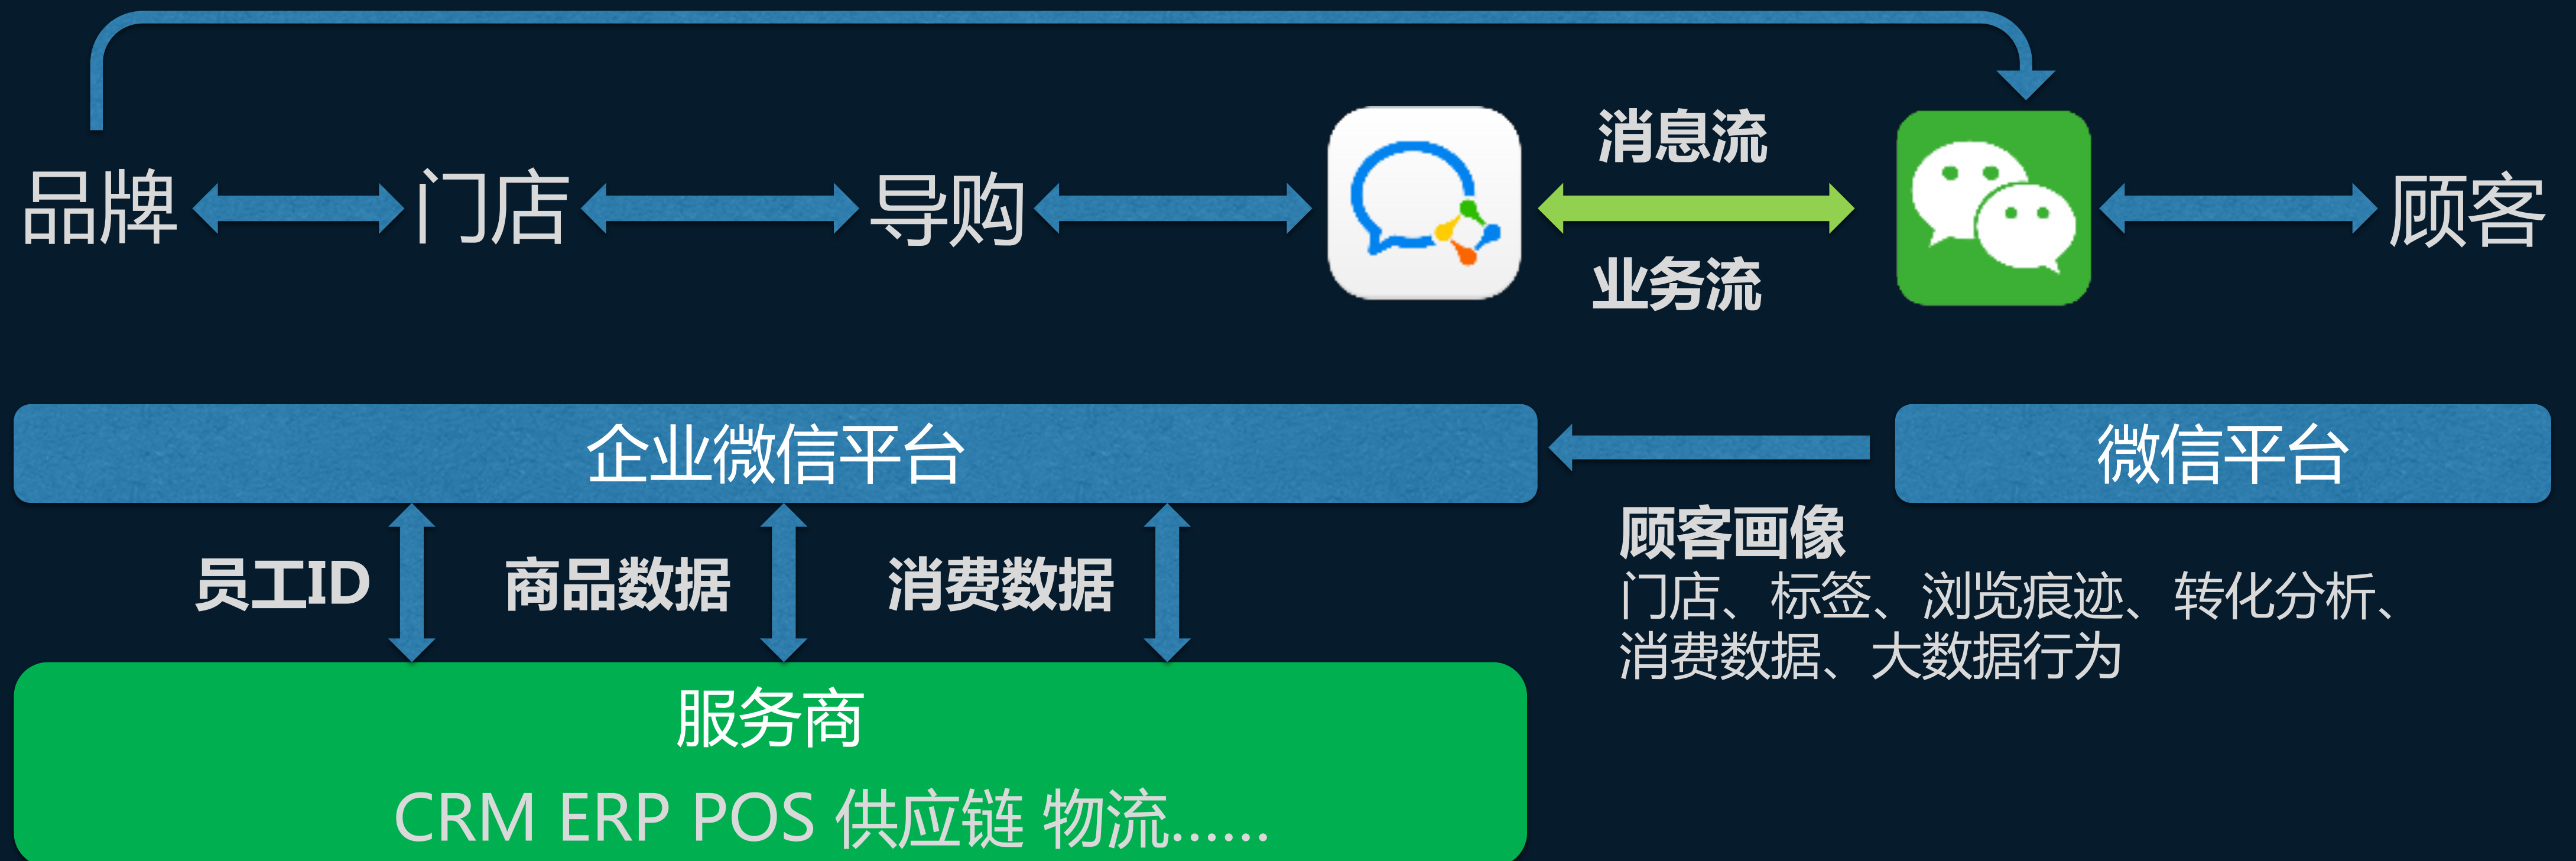 消息流
品牌
门店
导购
顾客
业务流
企业微信平台
微信平台
员工ID
商品数据
消费数据
顾客画像
门店、标签、浏览痕迹、转化分析、
消费数据、大数据行为
服务商
CRM ERP POS 供应链 物流......